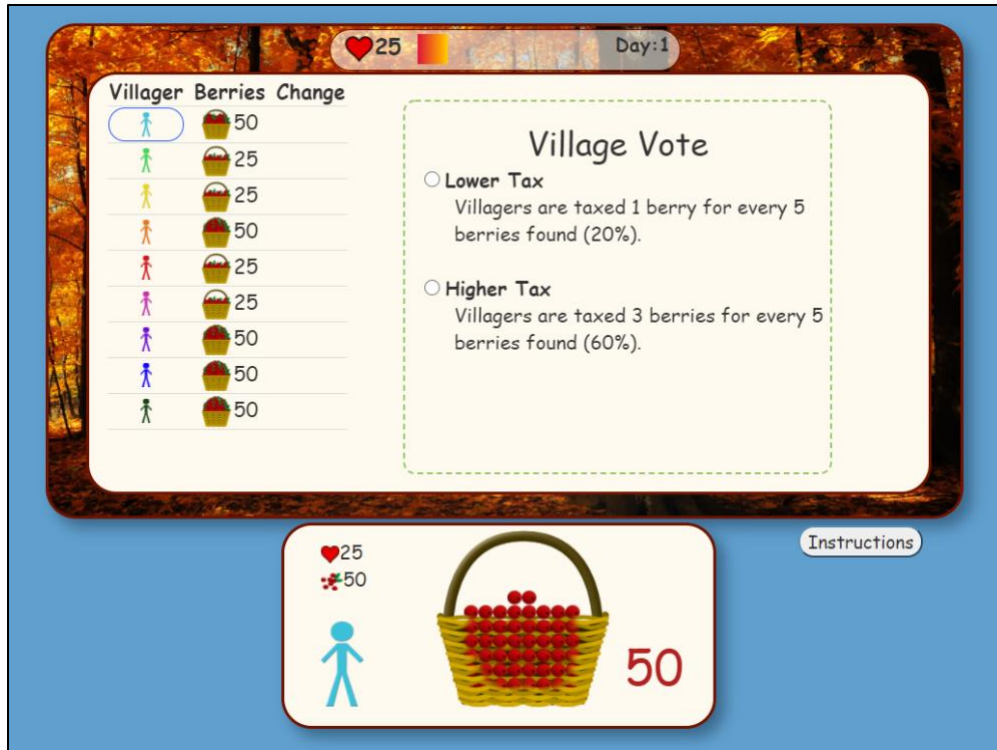 25 Day:1
Villager Berries Change
50
25
25
50
25
25
50
50
50
Village Vote
Lower Tax
Villagers are taxed 1 berry for every 5
berries found (20%).
Higher Tax
Villagers are taxed 3 berries for every 5
berries found (60%).
Instructions
25
50
50